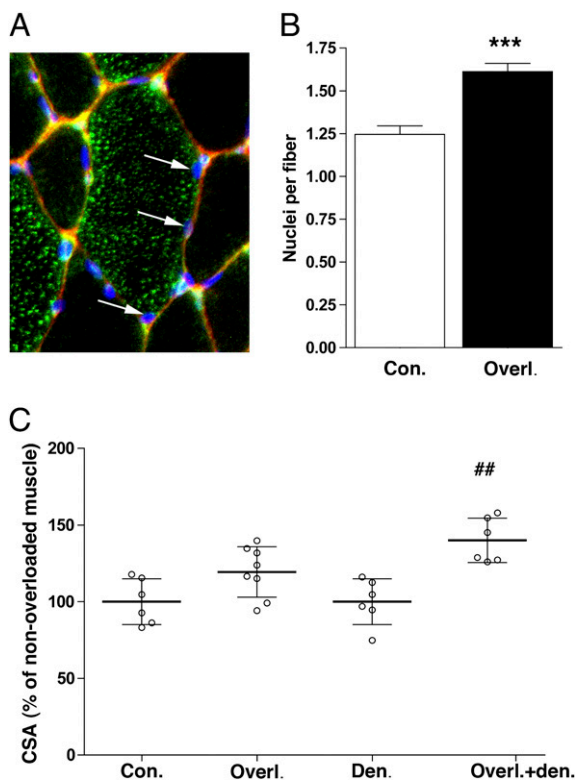 A
B
***
1.75
1.50
1.25
1.00
0.75
0.50
0.25
0.00
Nuclei per fiber
Con.
Overl.
C
CSA (% of non-overloaded muscle)
200
150
100
50
0
##
Con.
Overl.
Den.
Overl.+den.